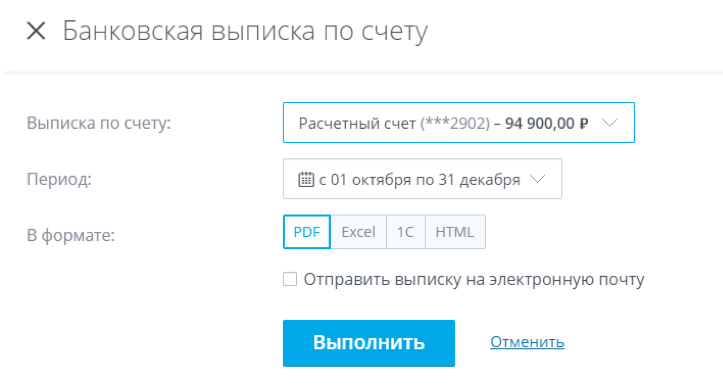 Банковская выписка по счету
Выписка по счету: Расчетный счет (***2902) – 94 900,00 ₽
Период: с 01 октября по 31 декабря
В формате: PDF Excel 1С HTML
Отправить выписку на электронную почту
Выполнить Отменить